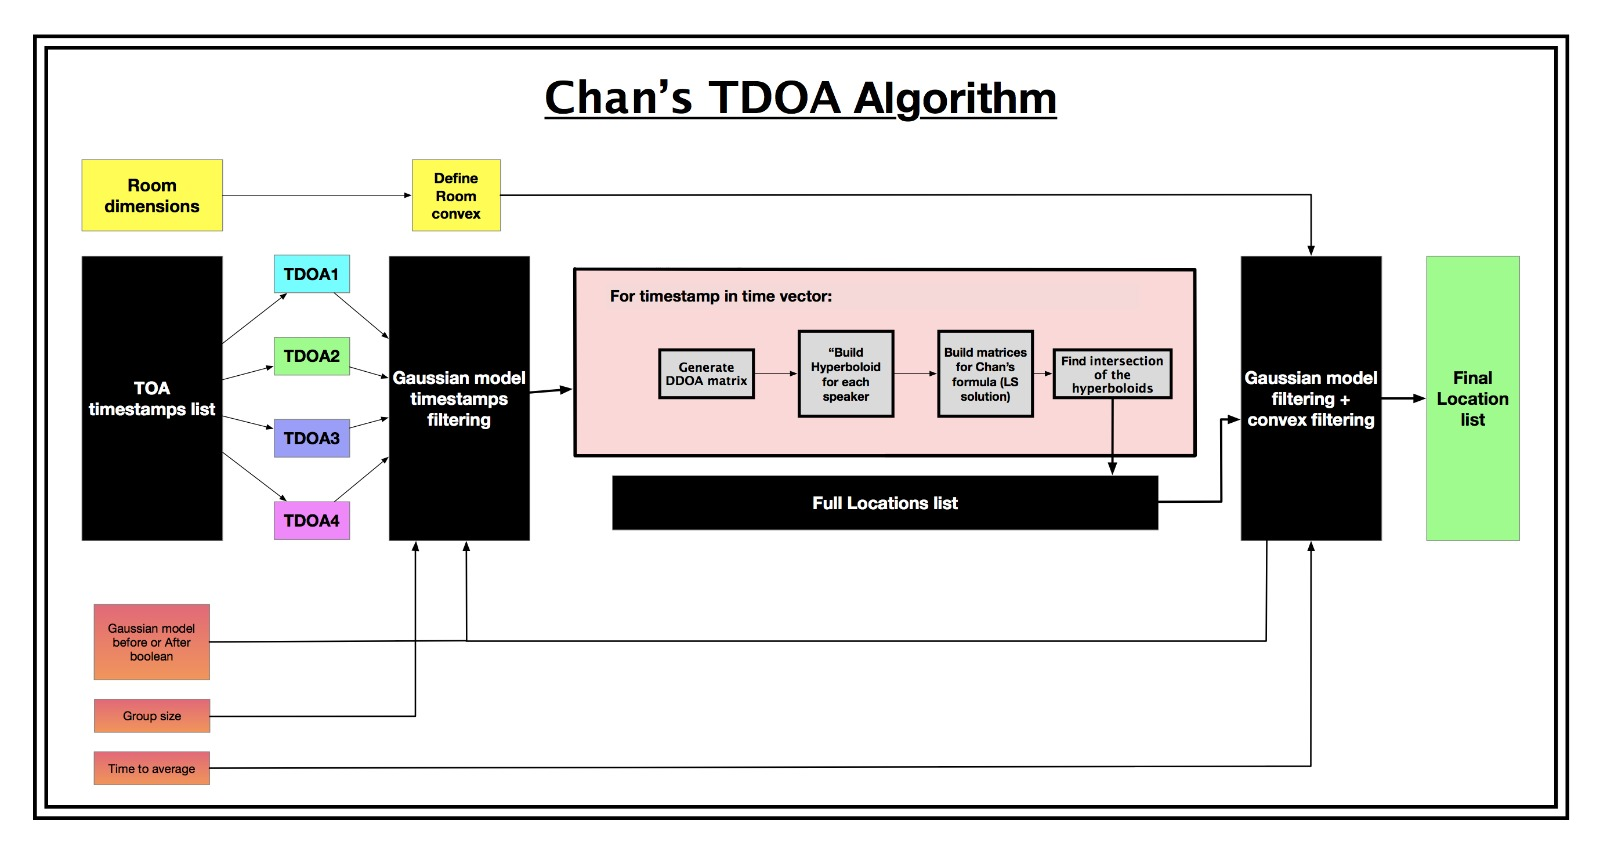 Chan’s TDOA Algorithm
Room
dimensions
Define
Room
convex
TOA
timestamps list
TDOA1
TDOA2
TDOA3
TDOA4
Gaussian model
timestamps
filtering
For timestamp in time vector:
Generate
DDOA matrix
“Build
Hyperboloid
for each
speaker
Build matrices
for Chan’s
formula (LS
solution)
Find intersection
of the
hyperboloids
Full Locations list
Gaussian model
filtering +
convex filtering
Final
Location
list
Gaussian model
before or After
boolean
Group size
Time to average